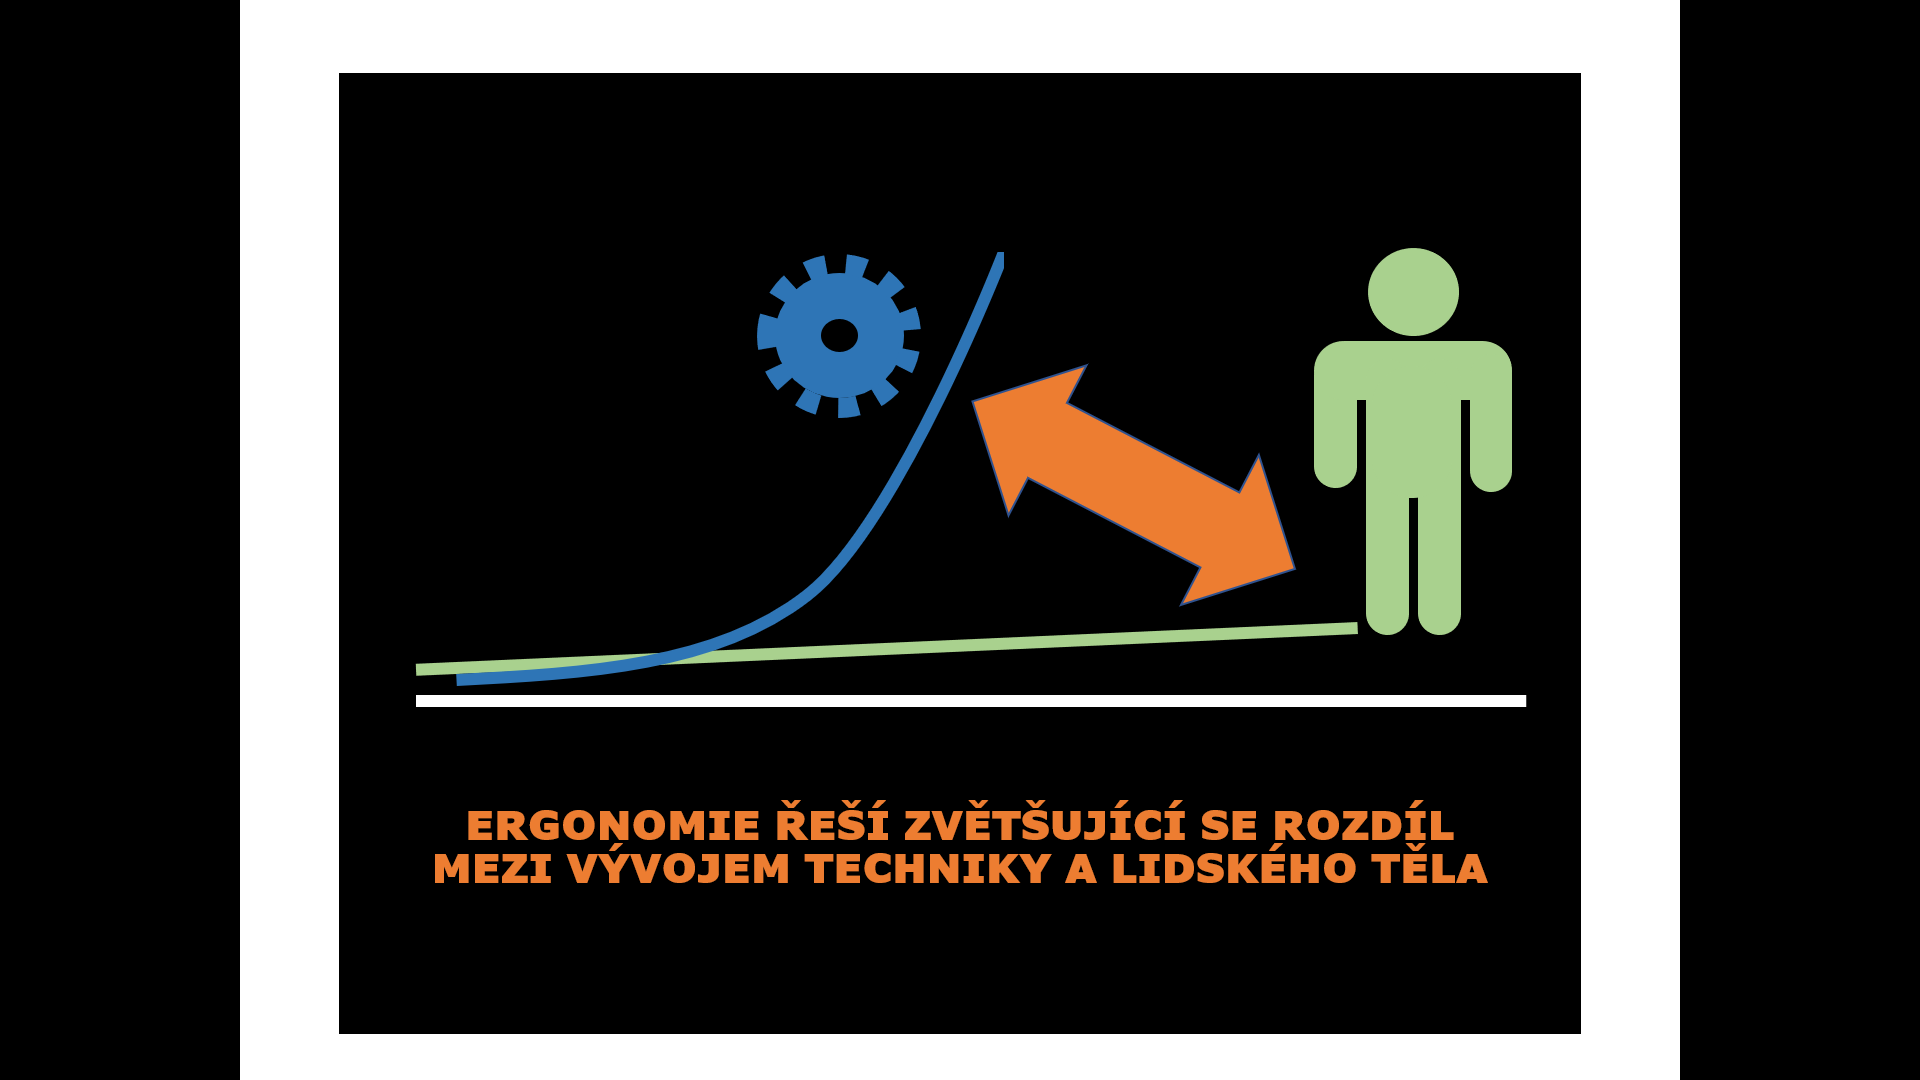 ERGONOMIE ŘEŠÍ ZVĚTŠUJÍCÍ SE ROZDÍL
MEZI VÝVOJEM TECHNIKY A LIDSKÉHO TĚLA